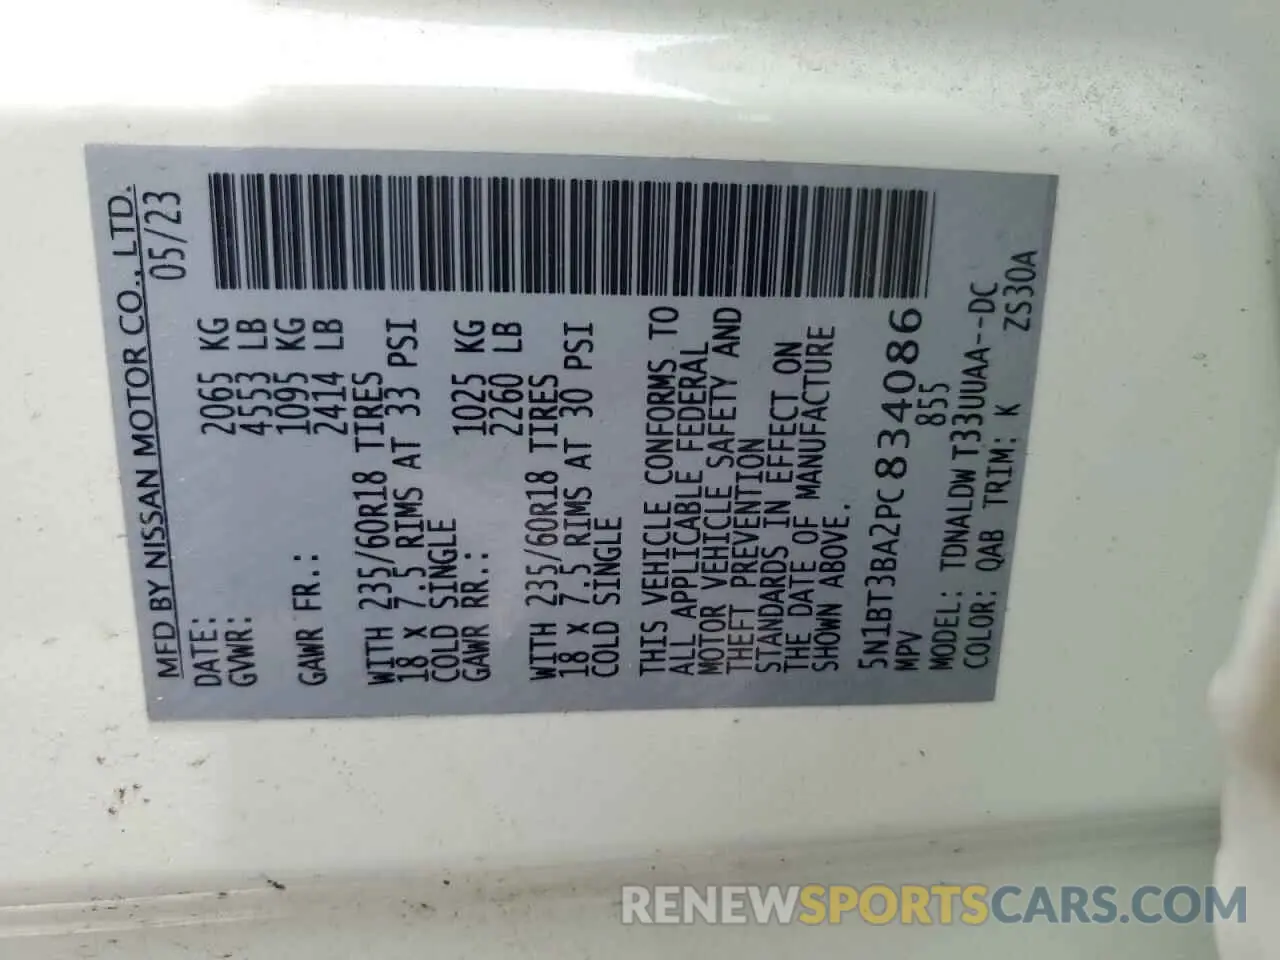 MFD BY NISSAN MOTOR CO., LTD.
DATE: 05/23
GVWR: 2065 KG
4553 LB
GAWR FR.: 1095 KG
2414 LB
WITH 235/60R18 TIRES
18 X 7.5 RIMS AT 33 PSI
COLD SINGLE
GAWR RR.: 1025 KG
2260 LB
WITH 235/60R18 TIRES
18 X 7.5 RIMS AT 30 PSI
COLD SINGLE
THIS VEHICLE CONFORMS TO
ALL APPLICABLE FEDERAL
MOTOR VEHICLE SAFETY AND
THEFT PREVENTION
STANDARDS IN EFFECT ON
THE DATE OF MANUFACTURE
SHOWN ABOVE.
5N1BT3BA2PC834086
MPV 855
MODEL: TDNALDWT33UUAA--DC
COLOR: QAB TRIM: K ZS30A
RENEWSPORTSCARS.COM